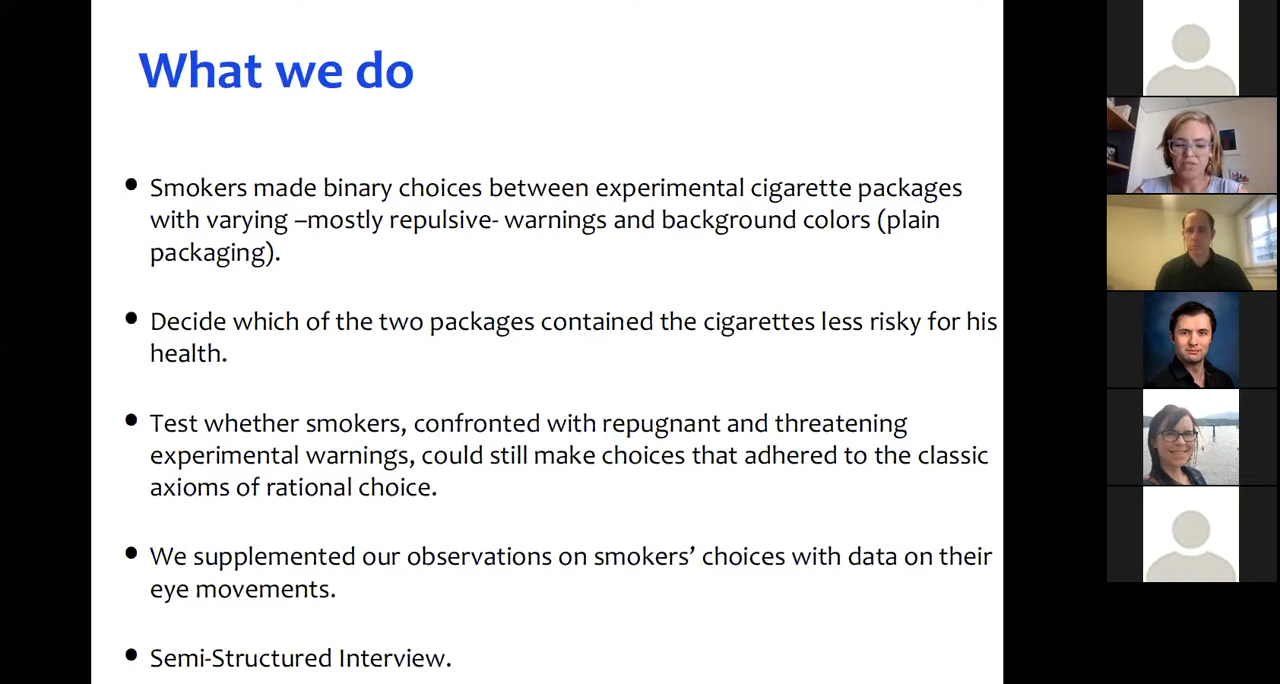 What we do
• Smokers made binary choices between experimental cigarette packages
with varying –mostly repulsive- warnings and background colors (plain
packaging).
• Decide which of the two packages contained the cigarettes less risky for his
health.
• Test whether smokers, confronted with repugnant and threatening
experimental warnings, could still make choices that adhered to the classic
axioms of rational choice.
• We supplemented our observations on smokers’ choices with data on their
eye movements.
• Semi-Structured Interview.